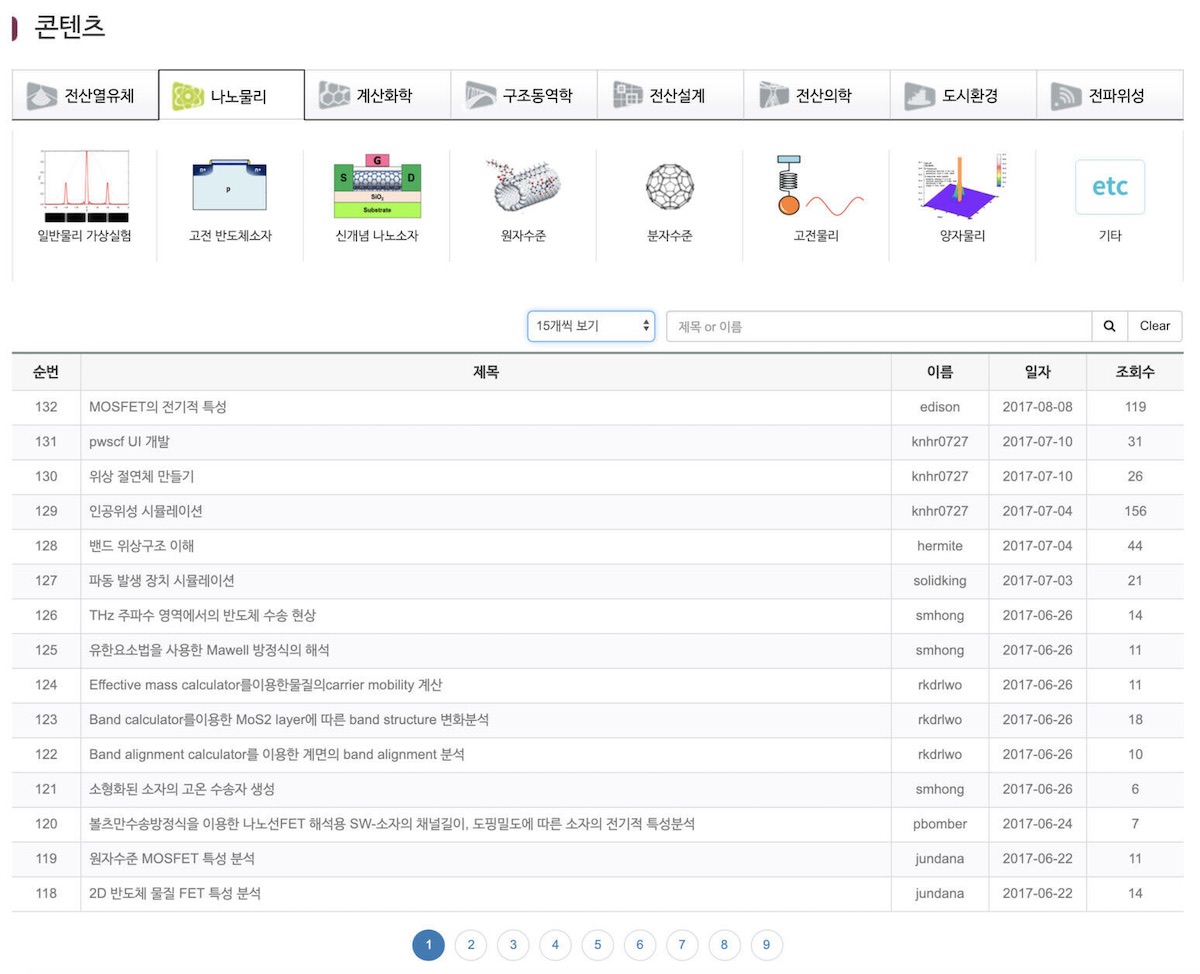 콘텐츠
전산열유체 나노물리 계산화학 구조동역학 전산설계 전산의학 도시환경 전파위성
n+ n+ p
G S D SiO₂ Substrate
etc
일반물리 가상실험 고전 반도체소자 신개념 나노소자 원자수준 분자수준 고전물리 양자물리 기타
15개씩 보기 제목 or 이름 Clear
순번 제목 이름 일자 조회수
132 MOSFET의 전기적 특성 edison 2017-08-08 119
131 pwscf UI 개발 knhr0727 2017-07-10 31
130 위상 절연체 만들기 knhr0727 2017-07-10 26
129 인공위성 시뮬레이션 knhr0727 2017-07-04 156
128 밴드 위상구조 이해 hermite 2017-07-04 44
127 파동 발생 장치 시뮬레이션 solidking 2017-07-03 21
126 THz 주파수 영역에서의 반도체 수송 현상 smhong 2017-06-26 14
125 유한요소법을 사용한 Mawell 방정식의 해석 smhong 2017-06-26 11
124 Effective mass calculator를이용한물질의carrier mobility 계산 rkdrlwo 2017-06-26 11
123 Band calculator를이용한 MoS2 layer에 따른 band structure 변화분석 rkdrlwo 2017-06-26 18
122 Band alignment calculator를 이용한 계면의 band alignment 분석 rkdrlwo 2017-06-26 10
121 소형화된 소자의 고온 수송자 생성 smhong 2017-06-26 6
120 볼츠만수송방정식을 이용한 나노선FET 해석용 SW-소자의 채널길이, 도핑밀도에 따른 소자의 전기적 특성분석 pbomber 2017-06-24 7
119 원자수준 MOSFET 특성 분석 jundana 2017-06-22 11
118 2D 반도체 물질 FET 특성 분석 jundana 2017-06-22 14
1 2 3 4 5 6 7 8 9